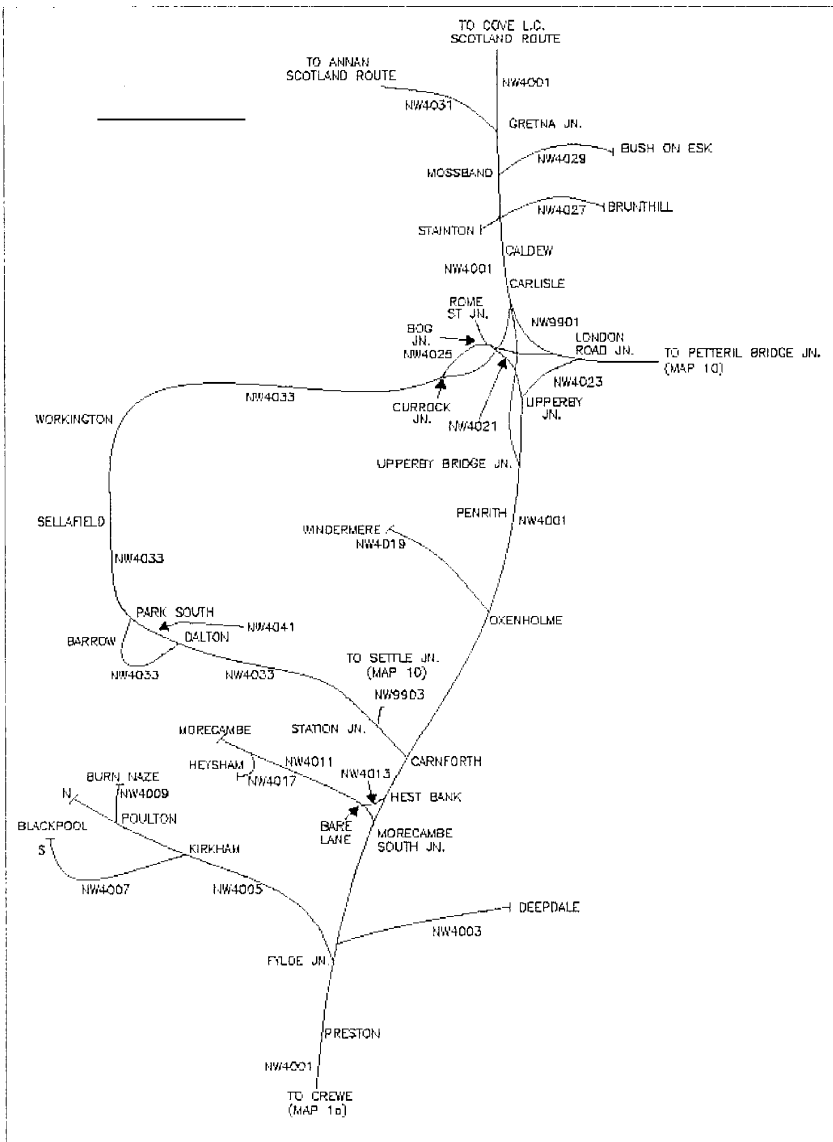 TO COVE L.C.
SCOTLAND ROUTE
TO ANNAN
SCOTLAND ROUTE
NW4001
NW4031
GRETNA JN.
BUSH ON ESK
NW4029
MOSSBAND
NW4027
BRUNTHILL
STAINTON
CALDEW
NW4001
CARLISLE
ROME
ST JN.
NW9901
BOG
JN.
LONDON
ROAD JN.
NW4025
TO PETTERIL BRIDGE JN.
(MAP 10)
NW4023
NW4033
CURROCK
JN.
UPPERBY
JN.
NW4021
WORKINGTON
UPPERBY BRIDGE JN.
PENRITH
NW4001
SELLAFIELD
WINDERMERE
NW4019
NW4033
PARK SOUTH
OXENHOLME
NW4041
BARROW
DALTON
TO SETTLE JN.
(MAP 10)
NW4033
NW4033
NW9903
STATION JN.
MORECAMBE
CARNFORTH
NW4011
HEYSHAM
NW4013
NW4017
BURN NAZE
HEST BANK
NW4009
N
POULTON
BARE
LANE
BLACKPOOL
MORECAMBE
SOUTH JN.
S
KIRKHAM
NW4007
NW4005
DEEPDALE
NW4003
FYLDE JN.
PRESTON
NW4001
TO CREWE
(MAP 1a)